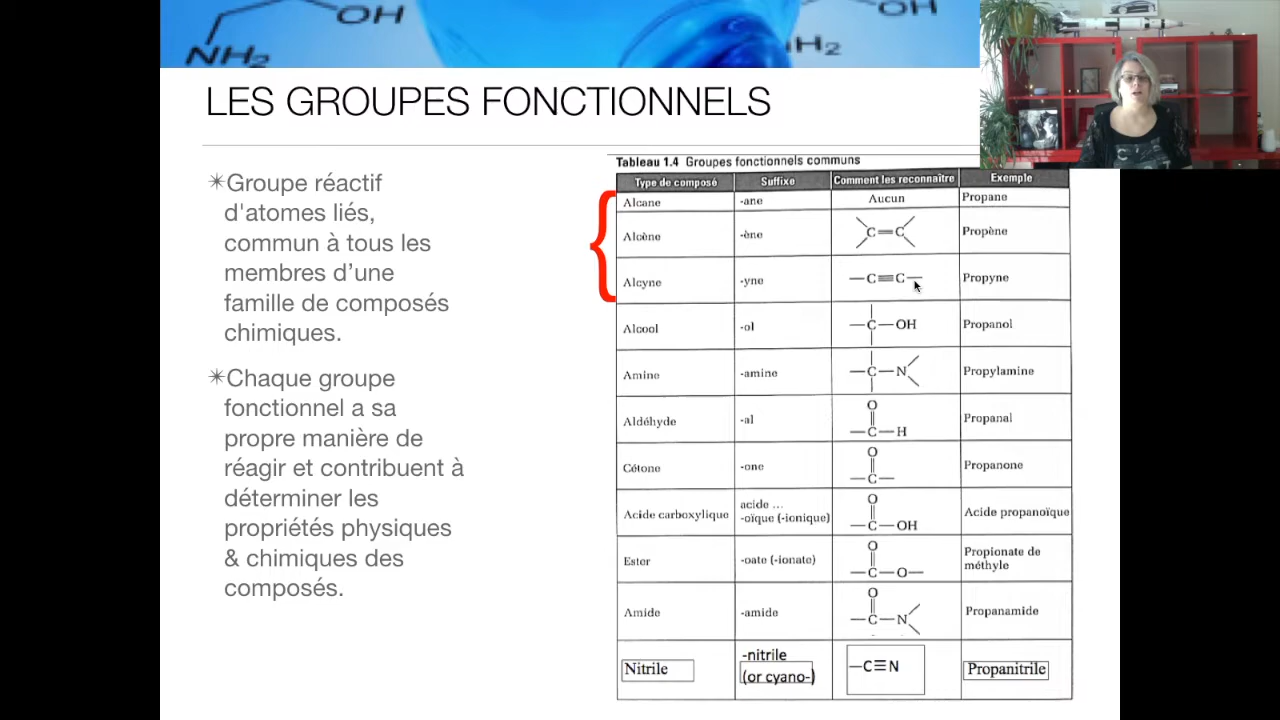 OH
OH
NH₂
H₂
LES GROUPES FONCTIONNELS
Groupe réactif
d'atomes liés,
commun à tous les
membres d’une
famille de composés
chimiques.
Chaque groupe
fonctionnel a sa
propre manière de
réagir et contribuent à
déterminer les
propriétés physiques
& chimiques des
composés.
Tableau 1.4 Groupes fonctionnels communs
Type de composé Suffixe Comment les reconnaître Exemple
Alcane -ane Aucun Propane
Alcène -ène C=C Propène
Alcyne -yne —C≡C— Propyne
Alcool -ol —C—OH Propanol
Amine -amine —C—N Propylamine
O
Aldéhyde -al —C—H Propanal
O
Cétone -one —C— Propanone
O
acide ...
Acide carboxylique -oïque (-ionique) —C—OH Acide propanoïque
O
Propionate de
Ester -oate (-ionate) —C—O— méthyle
O
Amide -amide —C—N Propanamide
-nitrile
Nitrile (or cyano-) —C≡N Propanitrile